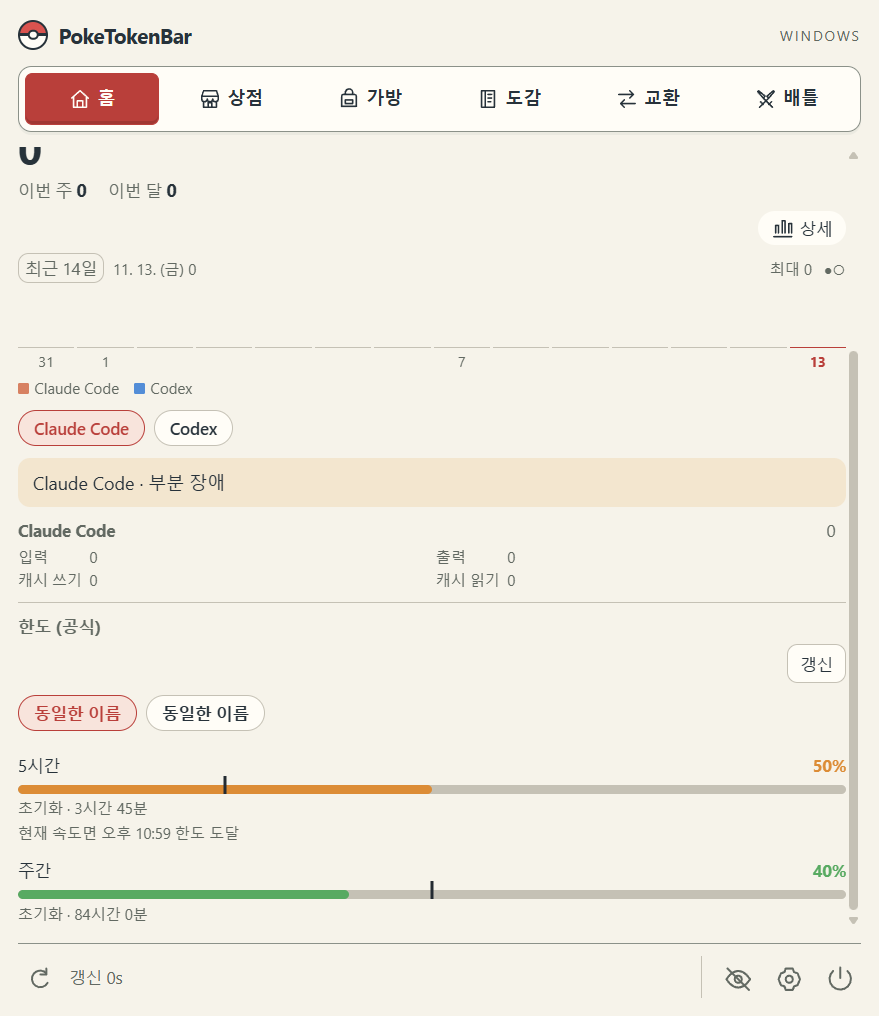 PokeTokenBar
WINDOWS
홈 상점 가방 도감 교환 배틀
0
이번 주 0 이번 달 0
상세
최근 14일 11. 13. (금) 0
최대 0
31 1 7 13
Claude Code Codex
Claude Code Codex
Claude Code · 부분 장애
Claude Code 0
입력 0 출력 0
캐시 쓰기 0 캐시 읽기 0
한도 (공식)
갱신
동일한 이름 동일한 이름
5시간 50%
초기화 · 3시간 45분
현재 속도면 오후 10:59 한도 도달
주간 40%
초기화 · 84시간 0분
갱신 0s